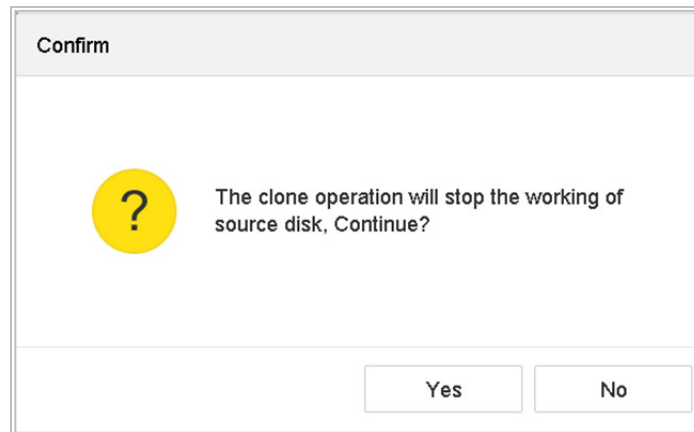 Confirm
?
The clone operation will stop the working of
source disk, Continue?
Yes
No